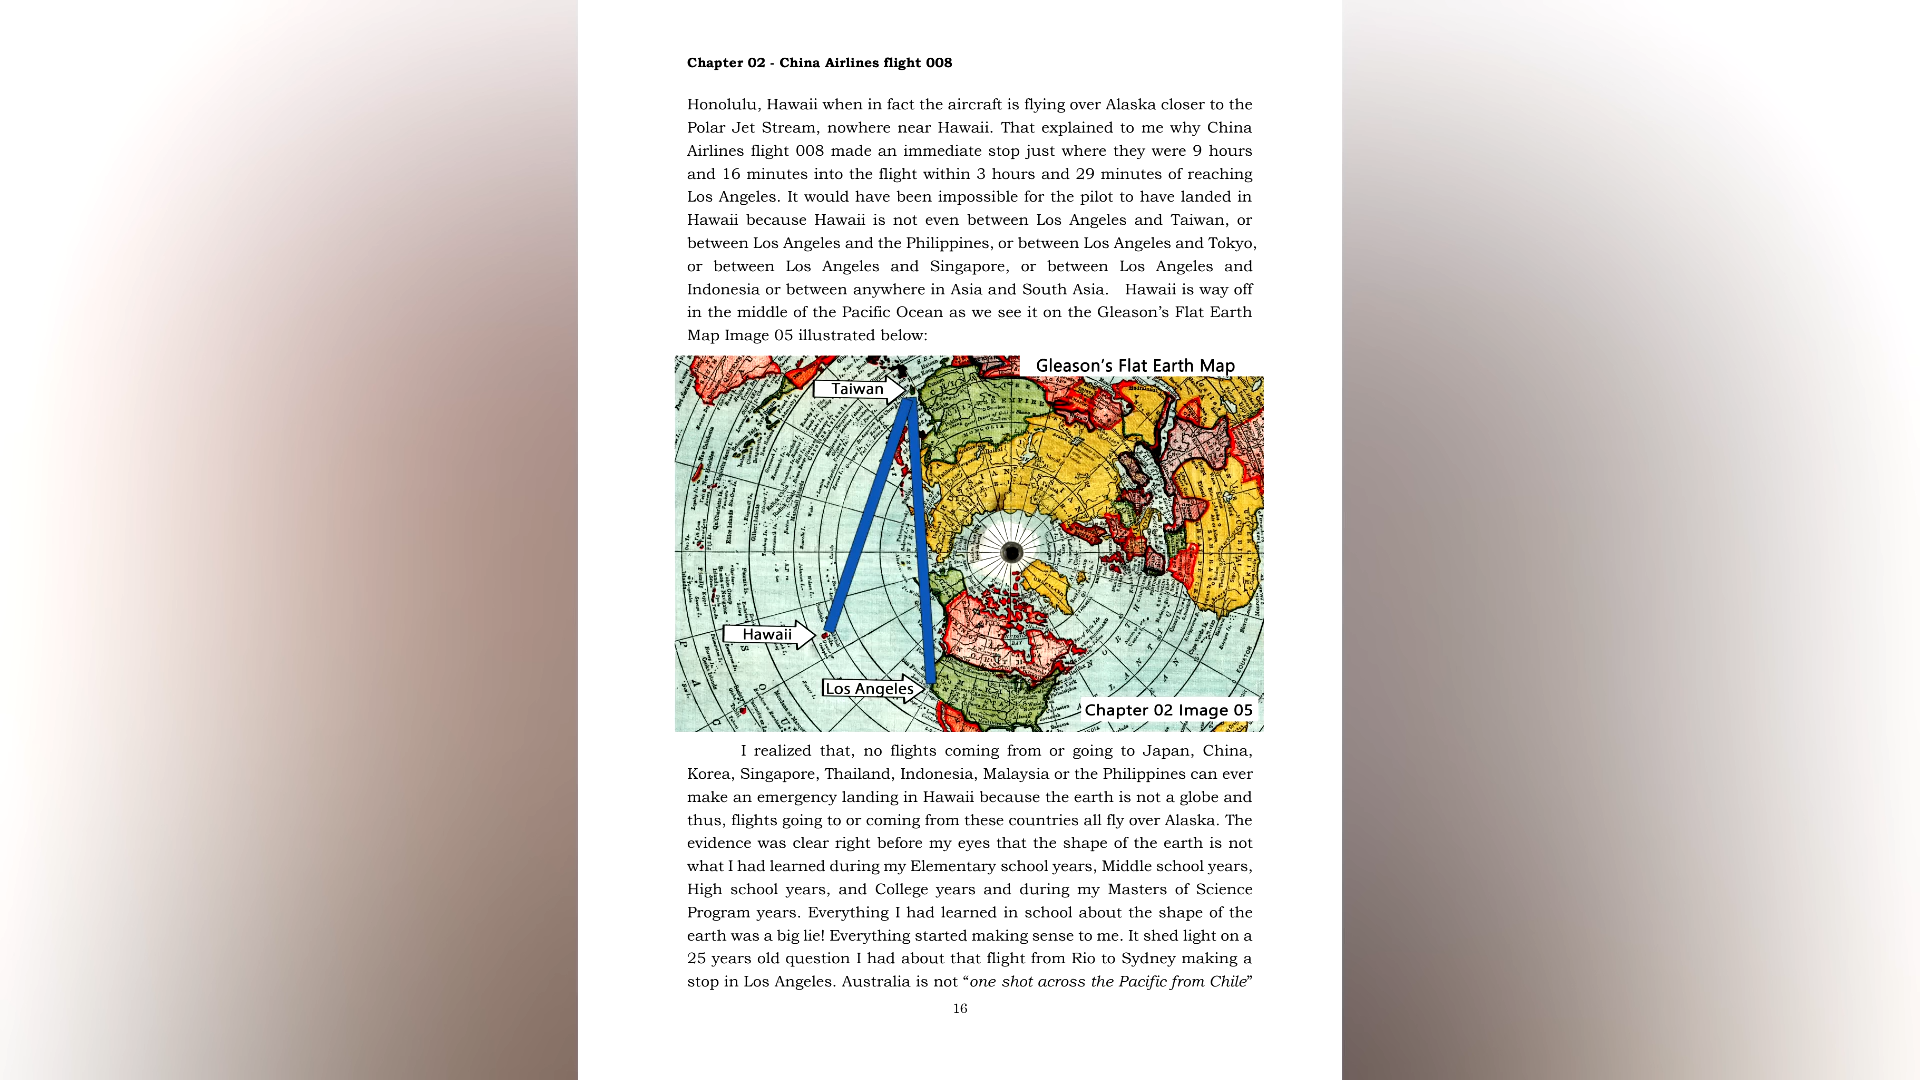 Chapter 02 - China Airlines flight 008
Honolulu, Hawaii when in fact the aircraft is flying over Alaska closer to the
Polar Jet Stream, nowhere near Hawaii. That explained to me why China
Airlines flight 008 made an immediate stop just where they were 9 hours
and 16 minutes into the flight within 3 hours and 29 minutes of reaching
Los Angeles. It would have been impossible for the pilot to have landed in
Hawaii because Hawaii is not even between Los Angeles and Taiwan, or
between Los Angeles and the Philippines, or between Los Angeles and Tokyo,
or between Los Angeles and Singapore, or between Los Angeles and
Indonesia or between anywhere in Asia and South Asia. Hawaii is way off
in the middle of the Pacific Ocean as we see it on the Gleason's Flat Earth
Map Image 05 illustrated below:
Gleason's Flat Earth Map
Taiwan
Hawaii
Los Angeles
Chapter 02 Image 05
I realized that, no flights coming from or going to Japan, China,
Korea, Singapore, Thailand, Indonesia, Malaysia or the Philippines can ever
make an emergency landing in Hawaii because the earth is not a globe and
thus, flights going to or coming from these countries all fly over Alaska. The
evidence was clear right before my eyes that the shape of the earth is not
what I had learned during my Elementary school years, Middle school years,
High school years, and College years and during my Masters of Science
Program years. Everything I had learned in school about the shape of the
earth was a big lie! Everything started making sense to me. It shed light on a
25 years old question I had about that flight from Rio to Sydney making a
stop in Los Angeles. Australia is not “one shot across the Pacific from Chile”
16